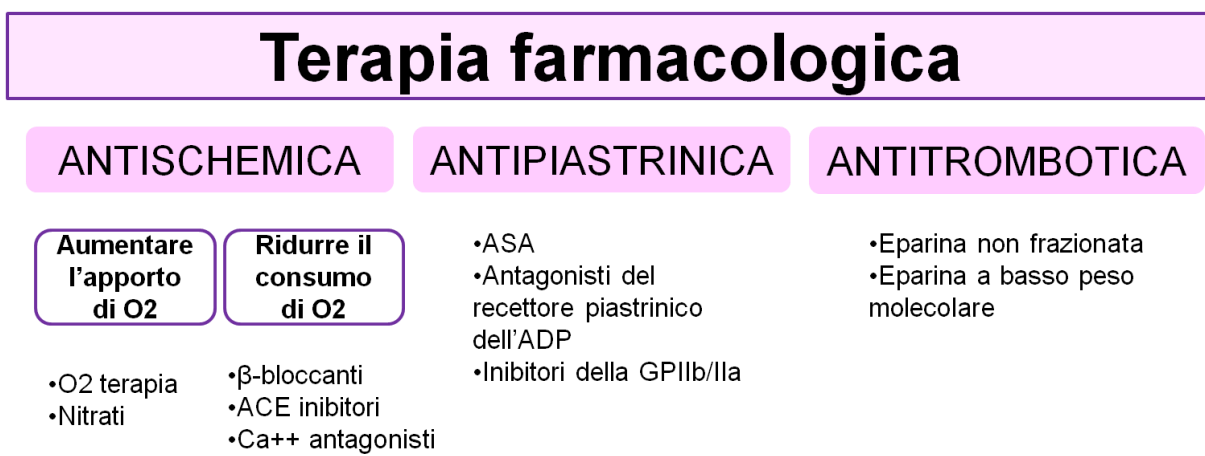 Terapia farmacologica
ANTISCHEMICA
ANTIPIASTRINICA
ANTITROMBOTICA
Aumentare
l'apporto
di O2
Ridurre il
consumo
di O2
•O2 terapia
•Nitrati
•β-bloccanti
•ACE inibitori
•Ca++ antagonisti
•ASA
•Antagonisti del
recettore piastrinico
dell'ADP
•Inibitori della GPIIb/IIa
•Eparina non frazionata
•Eparina a basso peso
molecolare